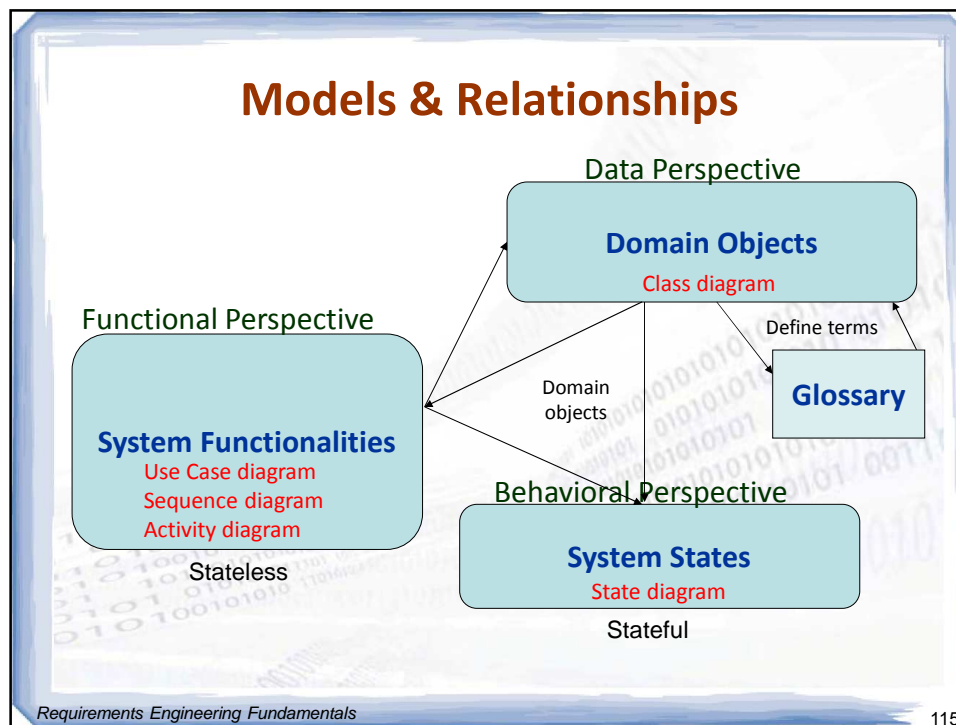 Models & Relationships
Data Perspective
Domain Objects
Class diagram
Functional Perspective
System Functionalities
Use Case diagram
Sequence diagram
Activity diagram
Stateless
Define terms
Glossary
Domain
objects
Behavioral Perspective
System States
State diagram
Stateful
Requirements Engineering Fundamentals
115